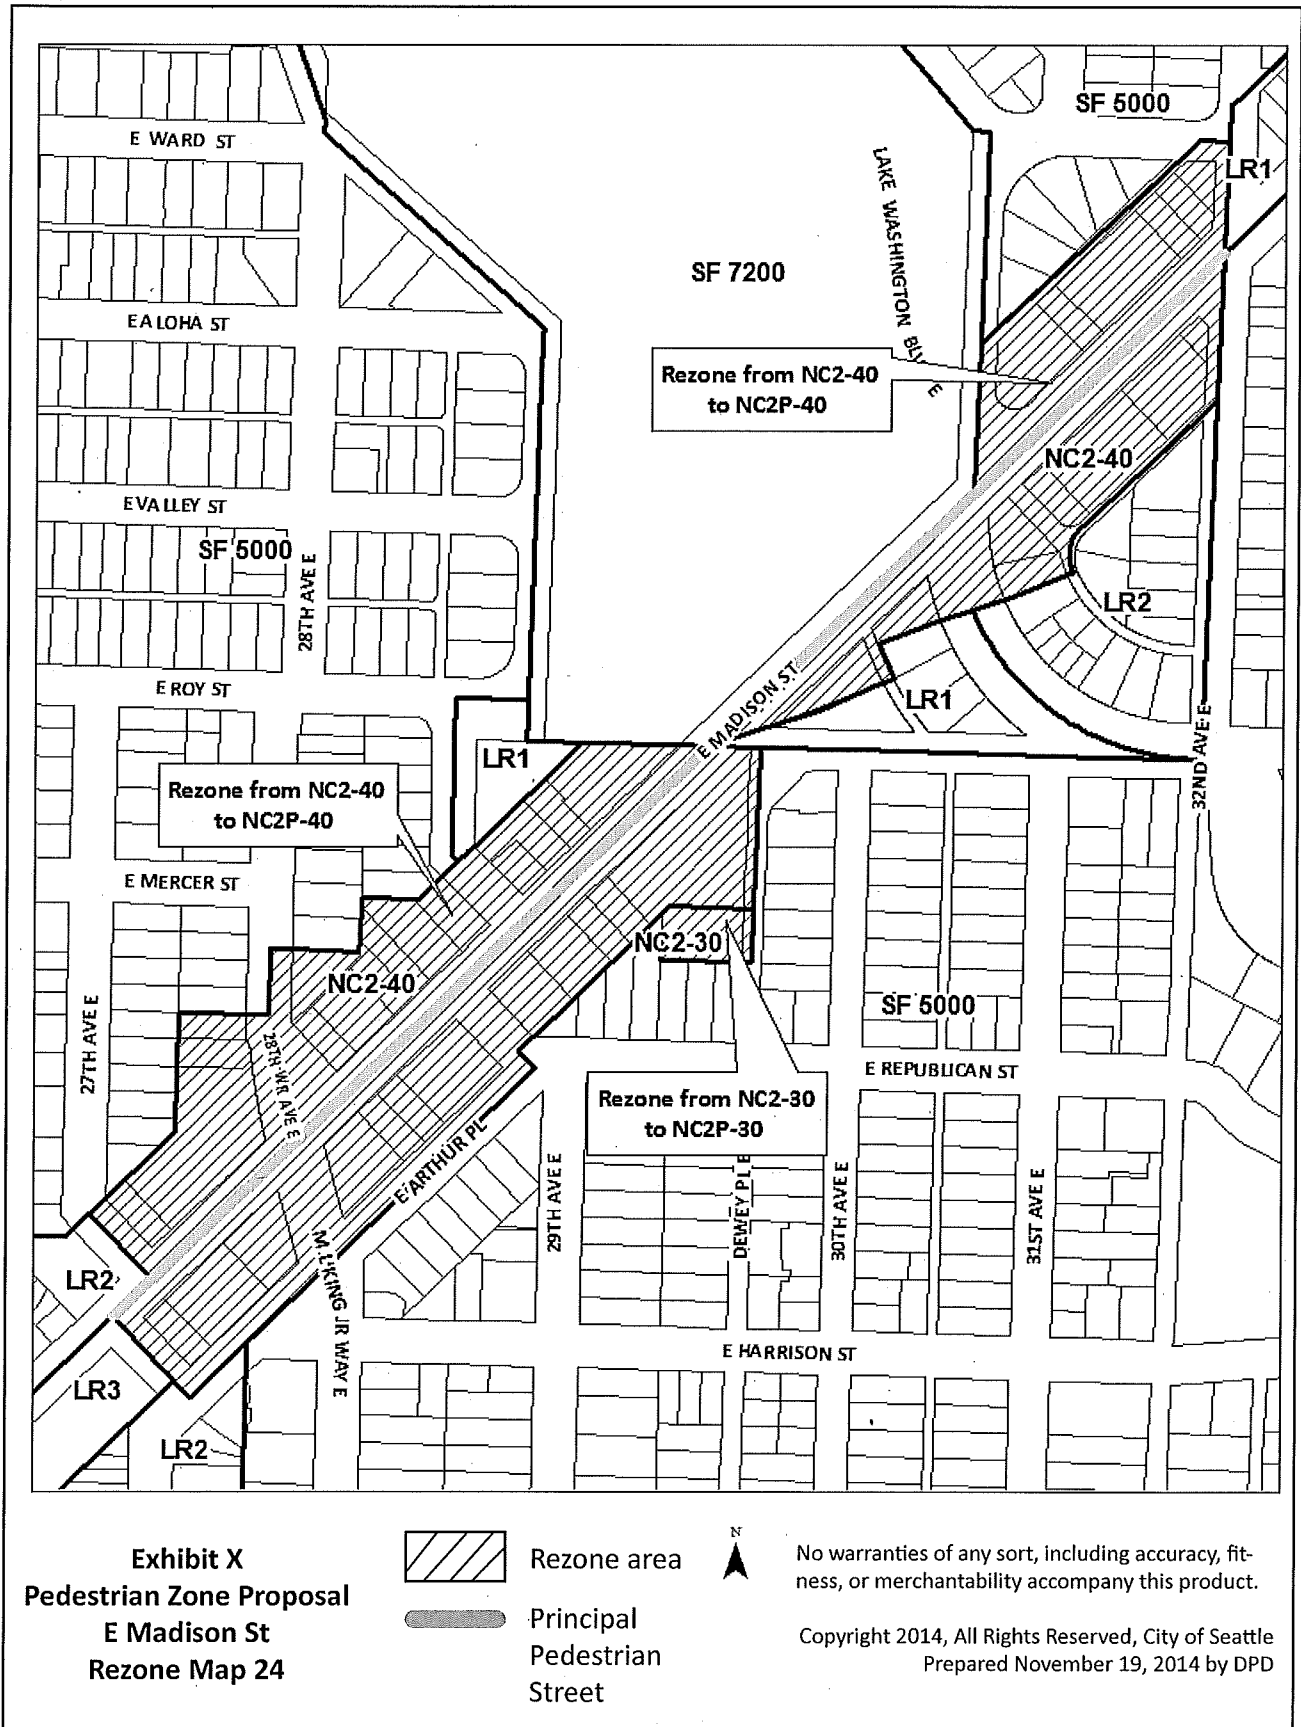 SF 5000
E WARD ST
LAKE WASHINGTON BLV E
LR1
SF 7200
E ALOHA ST
Rezone from NC2-40
to NC2P-40
NC2-40
E VALLEY ST
SF 5000
28TH AVE E
LR2
E ROY ST
E MADISON ST
LR1
32ND AVE E
LR1
Rezone from NC2-40
to NC2P-40
E MERCER ST
NC2-30
NC2-40
SF 5000
27TH AVE E
28TH WR AVE E
E REPUBLICAN ST
Rezone from NC2-30
to NC2P-30
E ARTHUR PL
29TH AVE E
DEWEY PL E
30TH AVE E
31ST AVE E
M L KING JR WAY E
LR2
E HARRISON ST
LR3
LR2
Exhibit X
Pedestrian Zone Proposal
E Madison St
Rezone Map 24
Rezone area
Principal
Pedestrian
Street
N
No warranties of any sort, including accuracy, fit-
ness, or merchantability accompany this product.
Copyright 2014, All Rights Reserved, City of Seattle
Prepared November 19, 2014 by DPD